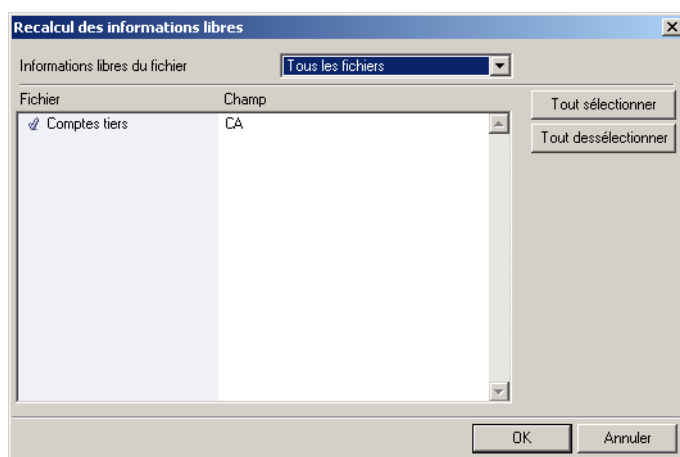 Recalcul des informations libres
Informations libres du fichier Tous les fichiers
Fichier Champ
Tout sélectionner
Comptes tiers CA
Tout dessélectionner
OK Annuler